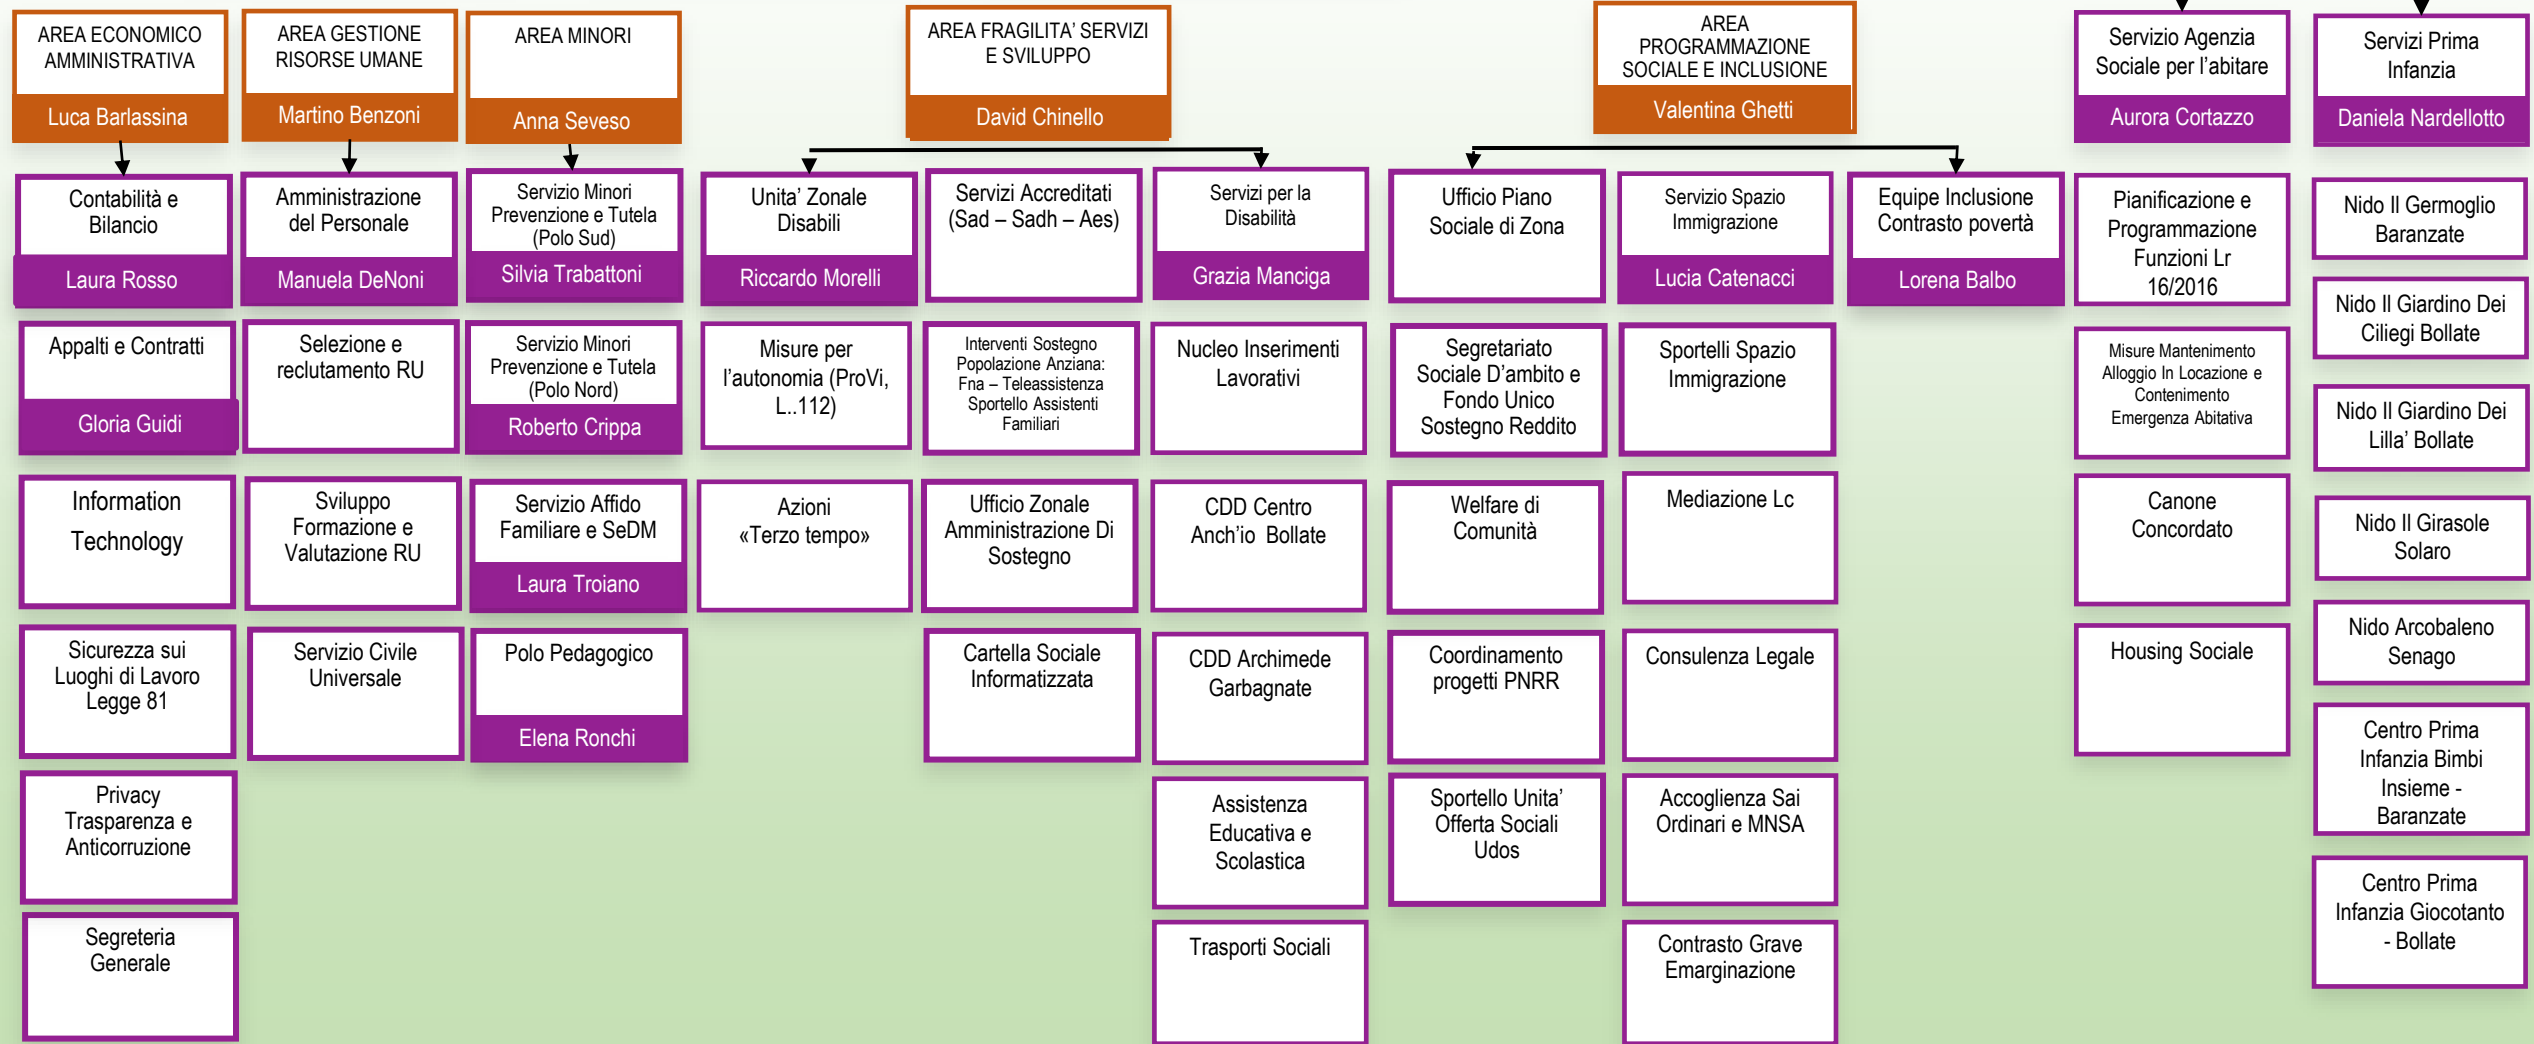 AREA ECONOMICO
AMMINISTRATIVA
Luca Barlassina
Contabilità e
Bilancio
Laura Rosso
Appalti e Contratti
Gloria Guidi
Information
Technology
Sicurezza sui
Luoghi di Lavoro
Legge 81
Privacy
Trasparenza e
Anticorruzione
Segreteria
Generale
AREA GESTIONE
RISORSE UMANE
Martino Benzoni
Amministrazione
del Personale
Manuela DeNoni
Selezione e
reclutamento RU
Sviluppo
Formazione e
Valutazione RU
Servizio Civile
Universale
AREA MINORI
Anna Seveso
Servizio Minori
Prevenzione e Tutela
(Polo Sud)
Silvia Trabattoni
Servizio Minori
Prevenzione e Tutela
(Polo Nord)
Roberto Crippa
Servizio Affido
Familiare e SeDM
Laura Troiano
Polo Pedagogico
Elena Ronchi
AREA FRAGILITA' SERVIZI
E SVILUPPO
David Chinello
Unita' Zonale
Disabili
Riccardo Morelli
Misure per
l'autonomia (ProVi,
L..112)
Azioni
«Terzo tempo»
Servizi Accreditati
(Sad – Sadh – Aes)
Interventi Sostegno
Popolazione Anziana:
Fna – Teleassistenza
Sportello Assistenti
Familiari
Ufficio Zonale
Amministrazione Di
Sostegno
Cartella Sociale
Informatizzata
Servizi per la
Disabilità
Grazia Manciga
Nucleo Inserimenti
Lavorativi
CDD Centro
Anch'io Bollate
CDD Archimede
Garbagnate
Assistenza
Educativa e
Scolastica
Trasporti Sociali
AREA
PROGRAMMAZIONE
SOCIALE E INCLUSIONE
Valentina Ghetti
Ufficio Piano
Sociale di Zona
Segretariato
Sociale D'ambito e
Fondo Unico
Sostegno Reddito
Welfare di
Comunità
Coordinamento
progetti PNRR
Sportello Unita'
Offerta Sociali
Udos
Servizio Spazio
Immigrazione
Lucia Catenacci
Sportelli Spazio
Immigrazione
Mediazione Lc
Consulenza Legale
Accoglienza Sai
Ordinari e MNSA
Contrasto Grave
Emarginazione
Equipe Inclusione
Contrasto povertà
Lorena Balbo
Servizio Agenzia
Sociale per l'abitare
Aurora Cortazzo
Pianificazione e
Programmazione
Funzioni Lr
16/2016
Misure Mantenimento
Alloggio In Locazione e
Contenimento
Emergenza Abitativa
Canone
Concordato
Housing Sociale
Servizi Prima
Infanzia
Daniela Nardellotto
Nido Il Germoglio
Baranzate
Nido Il Giardino Dei
Ciliegi Bollate
Nido Il Giardino Dei
Lilla' Bollate
Nido Il Girasole
Solaro
Nido Arcobaleno
Senago
Centro Prima
Infanzia Bimbi
Insieme -
Baranzate
Centro Prima
Infanzia Giocotanto
- Bollate